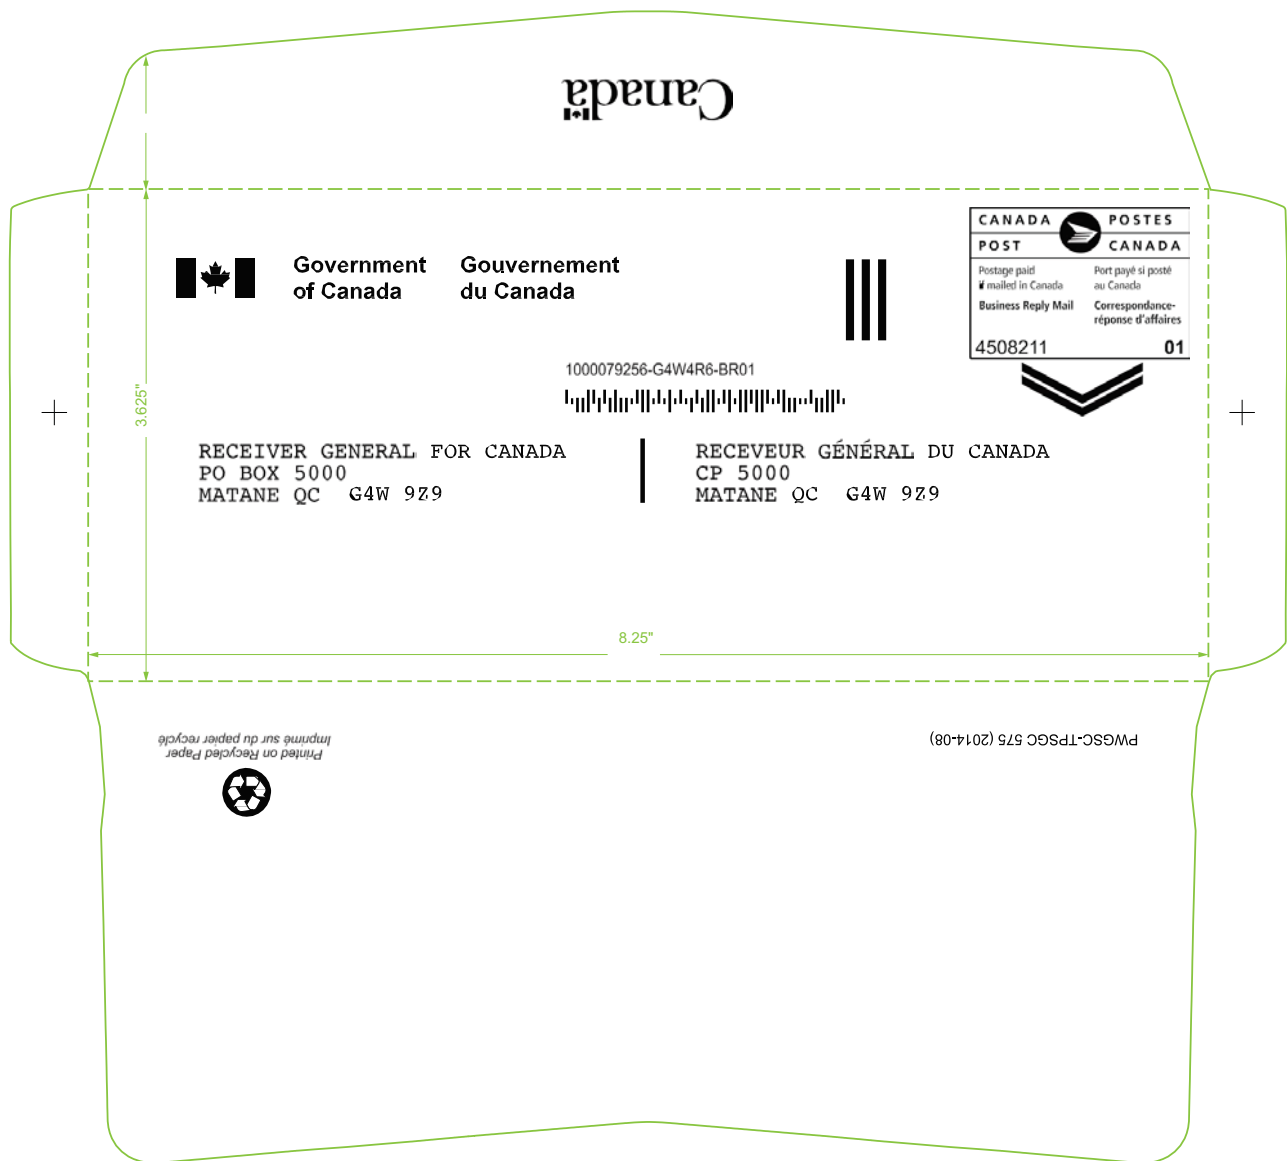 Canada
CANADA POSTES
POST CANADA
Postage paid
if mailed in Canada
Port payé si posté
au Canada
Business Reply Mail
Correspondance-
réponse d'affaires
4508211 01
Government
of Canada
Gouvernement
du Canada
1000079256-G4W4R6-BR01
RECEIVER GENERAL FOR CANADA
PO BOX 5000
MATANE QC G4W 9Z9
RECEVEUR GÉNÉRAL DU CANADA
CP 5000
MATANE QC G4W 9Z9
3.625"
8.25"
Printed on Recycled Paper
Imprimé sur du papier recyclé
PWGSC-TPSGC 575 (2014-08)